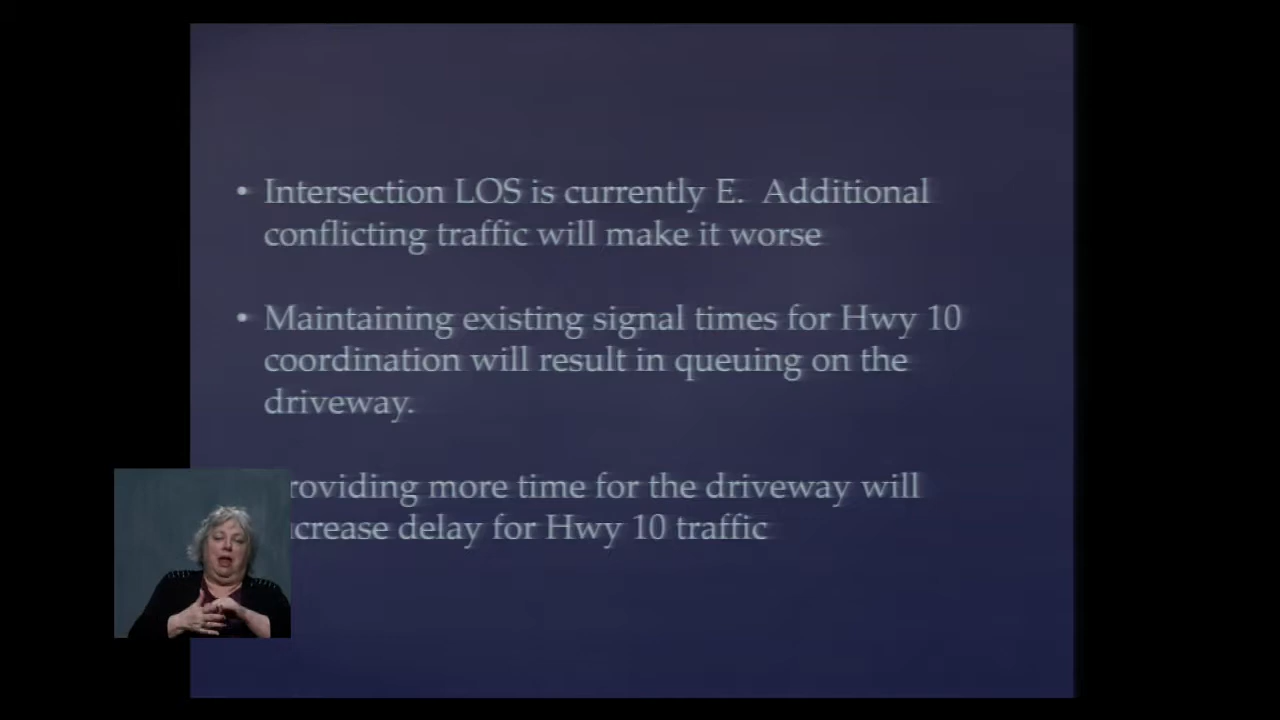 • Intersection LOS is currently E. Additional
conflicting traffic will make it worse
• Maintaining existing signal times for Hwy 10
coordination will result in queuing on the
driveway.
roviding more time for the driveway will
crease delay for Hwy 10 traffic